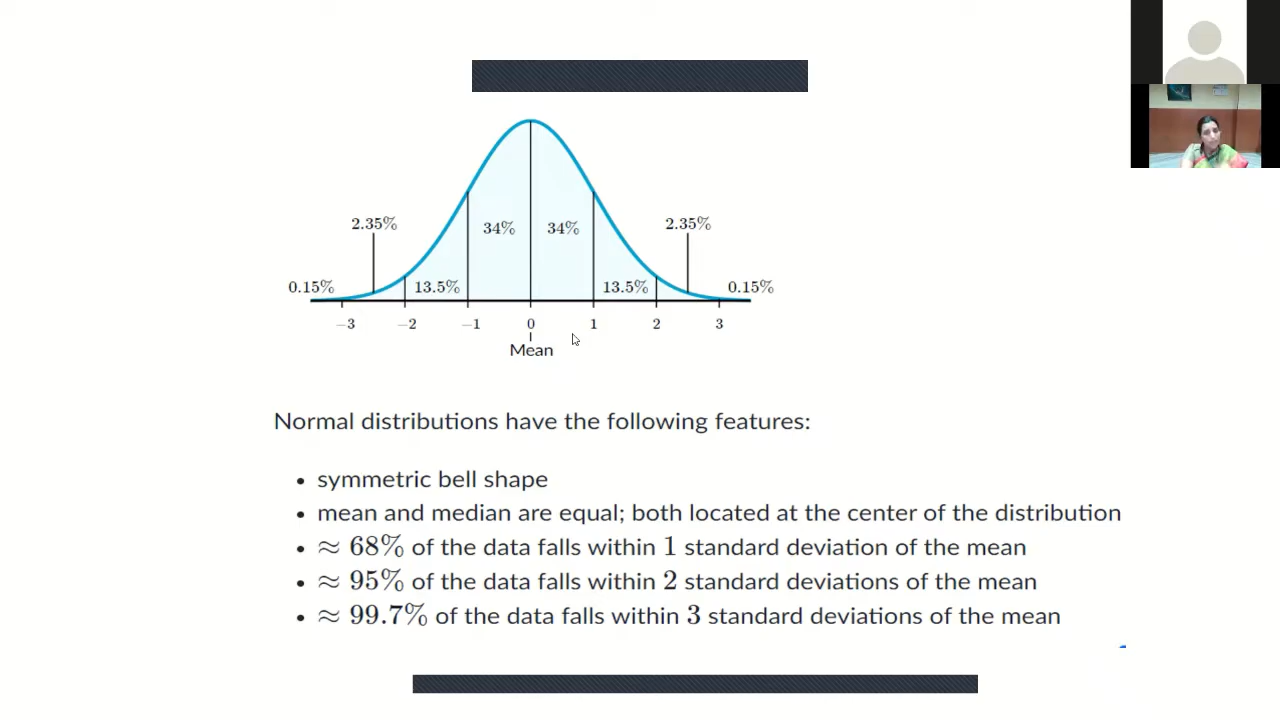 34% 34%
2.35% 2.35%
0.15% 13.5% 13.5% 0.15%
−3 −2 −1 0 1 2 3
Mean
Normal distributions have the following features:
• symmetric bell shape
• mean and median are equal; both located at the center of the distribution
• ≈ 68% of the data falls within 1 standard deviation of the mean
• ≈ 95% of the data falls within 2 standard deviations of the mean
• ≈ 99.7% of the data falls within 3 standard deviations of the mean